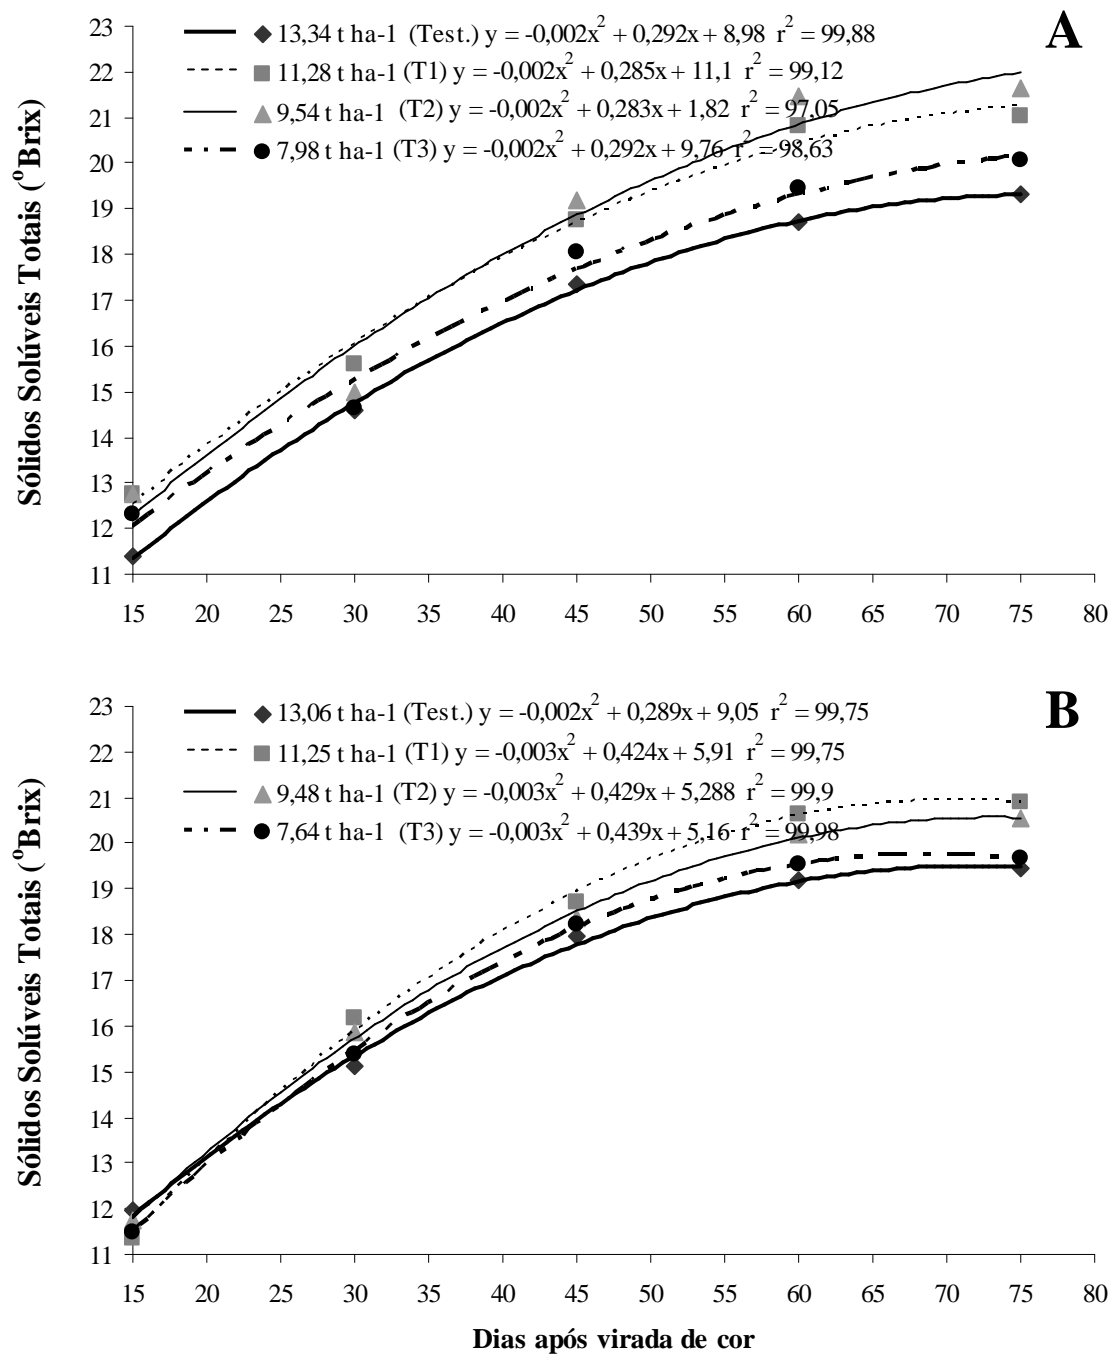 A
13,34 t ha-1 (Test.) y = -0,002x² + 0,292x + 8,98 r² = 99,88
11,28 t ha-1 (T1) y = -0,002x² + 0,285x + 11,1 r² = 99,12
9,54 t ha-1 (T2) y = -0,002x² + 0,283x + 1,82 r² = 97,05
7,98 t ha-1 (T3) y = -0,002x² + 0,292x + 9,76 r² = 98,63
Sólidos Solúveis Totais (°Brix)
23
22
21
20
19
18
17
16
15
14
13
12
11
15 20 25 30 35 40 45 50 55 60 65 70 75 80
B
13,06 t ha-1 (Test.) y = -0,002x² + 0,289x + 9,05 r² = 99,75
11,25 t ha-1 (T1) y = -0,003x² + 0,424x + 5,91 r² = 99,75
9,48 t ha-1 (T2) y = -0,003x² + 0,429x + 5,288 r² = 99,9
7,64 t ha-1 (T3) y = -0,003x² + 0,439x + 5,16 r² = 99,98
Sólidos Solúveis Totais (°Brix)
23
22
21
20
19
18
17
16
15
14
13
12
11
15 20 25 30 35 40 45 50 55 60 65 70 75 80
Dias após virada de cor